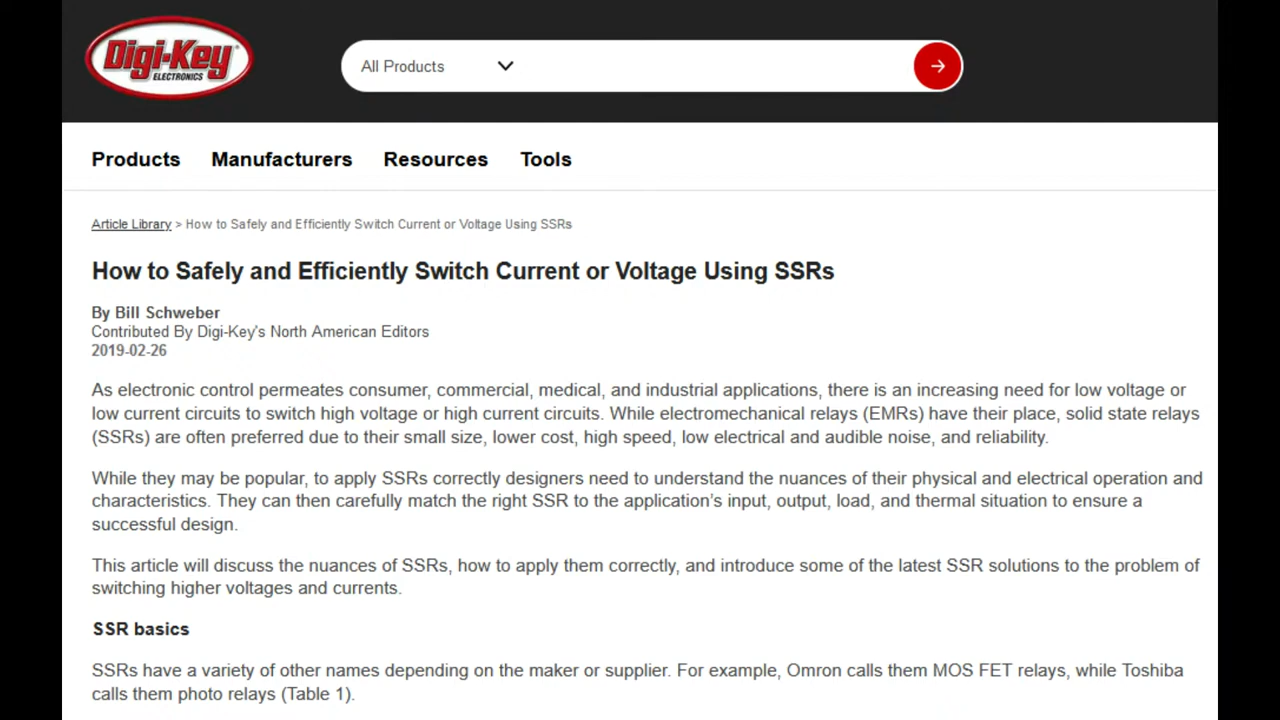 Digi-Key
ELECTRONICS
All Products
Products Manufacturers Resources Tools
Article Library > How to Safely and Efficiently Switch Current or Voltage Using SSRs
How to Safely and Efficiently Switch Current or Voltage Using SSRs
By Bill Schweber
Contributed By Digi-Key's North American Editors
2019-02-26
As electronic control permeates consumer, commercial, medical, and industrial applications, there is an increasing need for low voltage or
low current circuits to switch high voltage or high current circuits. While electromechanical relays (EMRs) have their place, solid state relays
(SSRs) are often preferred due to their small size, lower cost, high speed, low electrical and audible noise, and reliability.
While they may be popular, to apply SSRs correctly designers need to understand the nuances of their physical and electrical operation and
characteristics. They can then carefully match the right SSR to the application’s input, output, load, and thermal situation to ensure a
successful design.
This article will discuss the nuances of SSRs, how to apply them correctly, and introduce some of the latest SSR solutions to the problem of
switching higher voltages and currents.
SSR basics
SSRs have a variety of other names depending on the maker or supplier. For example, Omron calls them MOS FET relays, while Toshiba
calls them photo relays (Table 1).